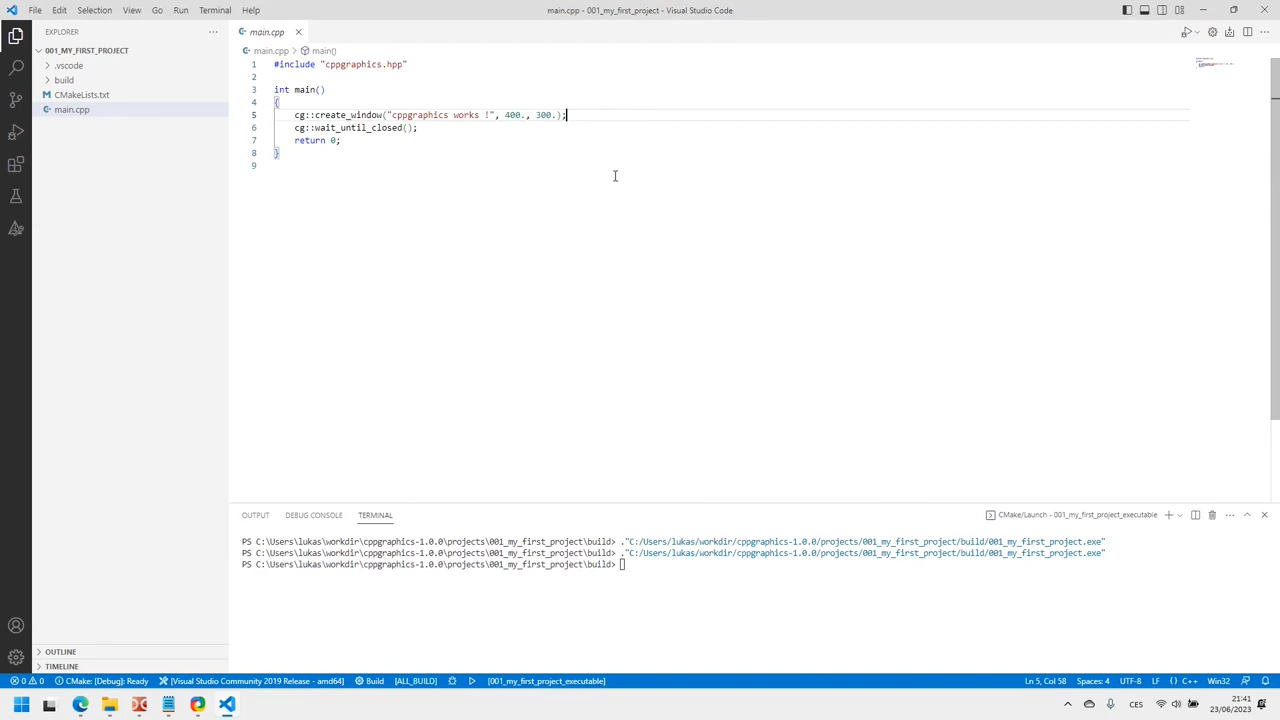 File Edit Selection View Go Run Terminal Help
main.cpp - 001_my_first_project - Visual Studio Code
EXPLORER
main.cpp
001_MY_FIRST_PROJECT
main.cpp > main()
.vscode
build
CMakeLists.txt
main.cpp
1 #include "cppgraphics.hpp"
2
3 int main()
4 {
5 cg::create_window("cppgraphics works !", 400., 300.);
6 cg::wait_until_closed();
7 return 0;
8 }
9
OUTPUT DEBUG CONSOLE TERMINAL
CMake/Launch - 001_my_first_project_executable
PS C:\Users\lukas\workdir\cppgraphics-1.0.0\projects\001_my_first_project\build> ."C:/Users/lukas/workdir/cppgraphics-1.0.0/projects/001_my_first_project/build/001_my_first_project.exe"
PS C:\Users\lukas\workdir\cppgraphics-1.0.0\projects\001_my_first_project\build> ."C:/Users/lukas/workdir/cppgraphics-1.0.0/projects/001_my_first_project/build/001_my_first_project.exe"
PS C:\Users\lukas\workdir\cppgraphics-1.0.0\projects\001_my_first_project\build>
OUTLINE
TIMELINE
0 0 CMake: [Debug]: Ready [Visual Studio Community 2019 Release - amd64] Build [ALL_BUILD] [001_my_first_project_executable]
Ln 5, Col 58 Spaces: 4 UTF-8 LF {} C++ Win32
CES
21:41
23/06/2023